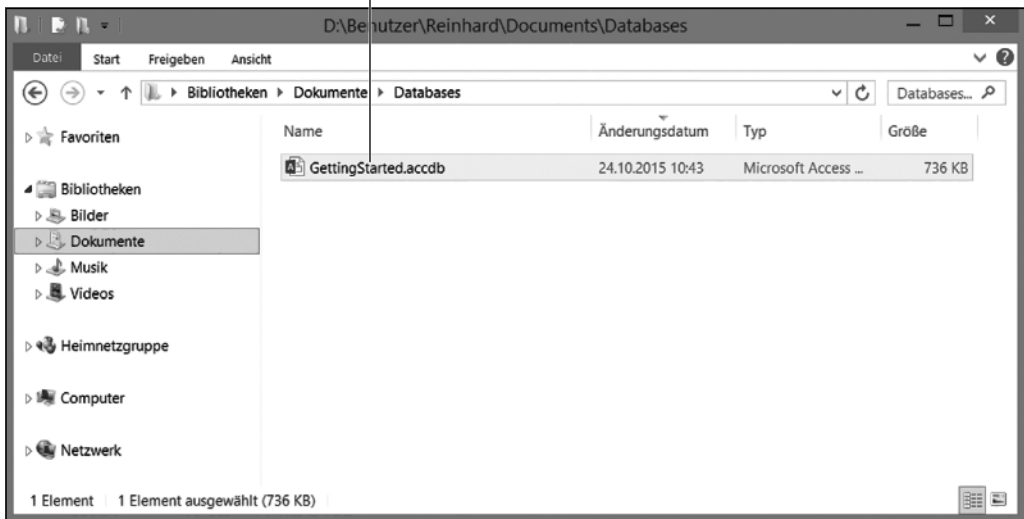 D:\Benutzer\Reinhard\Documents\Databases
Datei Start Freigeben Ansicht
Bibliotheken Dokumente Databases Databases...
Name Änderungsdatum Typ Größe
Favoriten
GettingStarted.accdb 24.10.2015 10:43 Microsoft Access ... 736 KB
Bibliotheken
Bilder
Dokumente
Musik
Videos
Heimnetzgruppe
Computer
Netzwerk
1 Element 1 Element ausgewählt (736 KB)